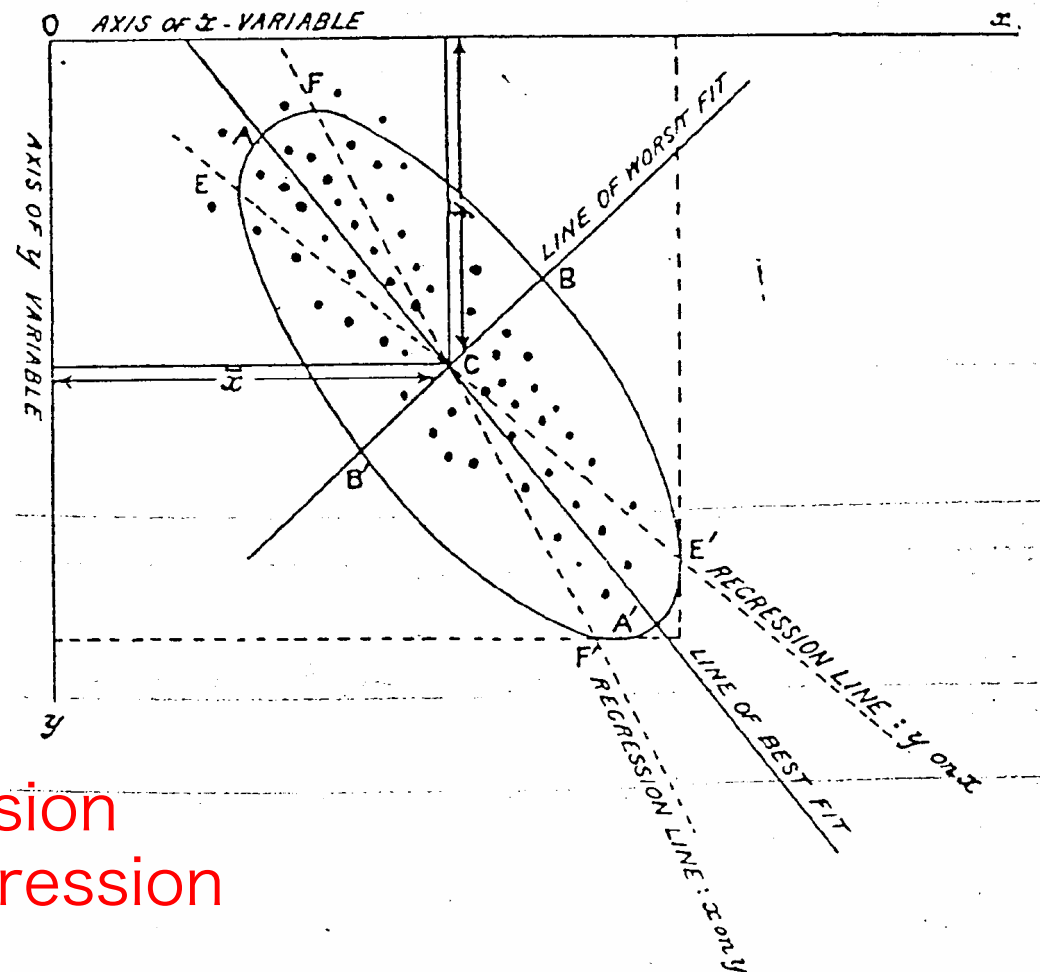 O AXIS OF x - VARIABLE x.
F
A
E
LINE OF WORST FIT
AXIS OF y VARIABLE
B
C
x̄
B'
E' REGRESSION LINE : y on x
A'
F' REGRESSION LINE : x on y
LINE OF BEST FIT
y
sion
ression